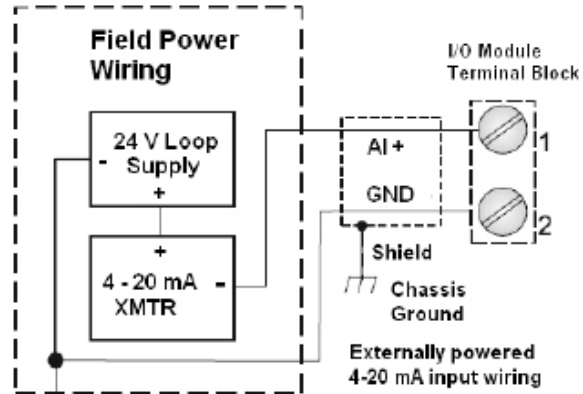 Field Power
Wiring
I/O Module
Terminal Block
24 V Loop
Supply
-
+
+
4 - 20 mA
XMTR
-
AI +
GND
1
2
Shield
Chassis
Ground
Externally powered
4-20 mA input wiring